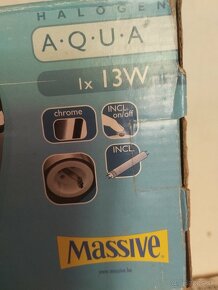 HALOGEN
A·Q·U·A
1x 13W
chrome
INCL.
on/off
INCL.
MASSIVE
www.massive.be